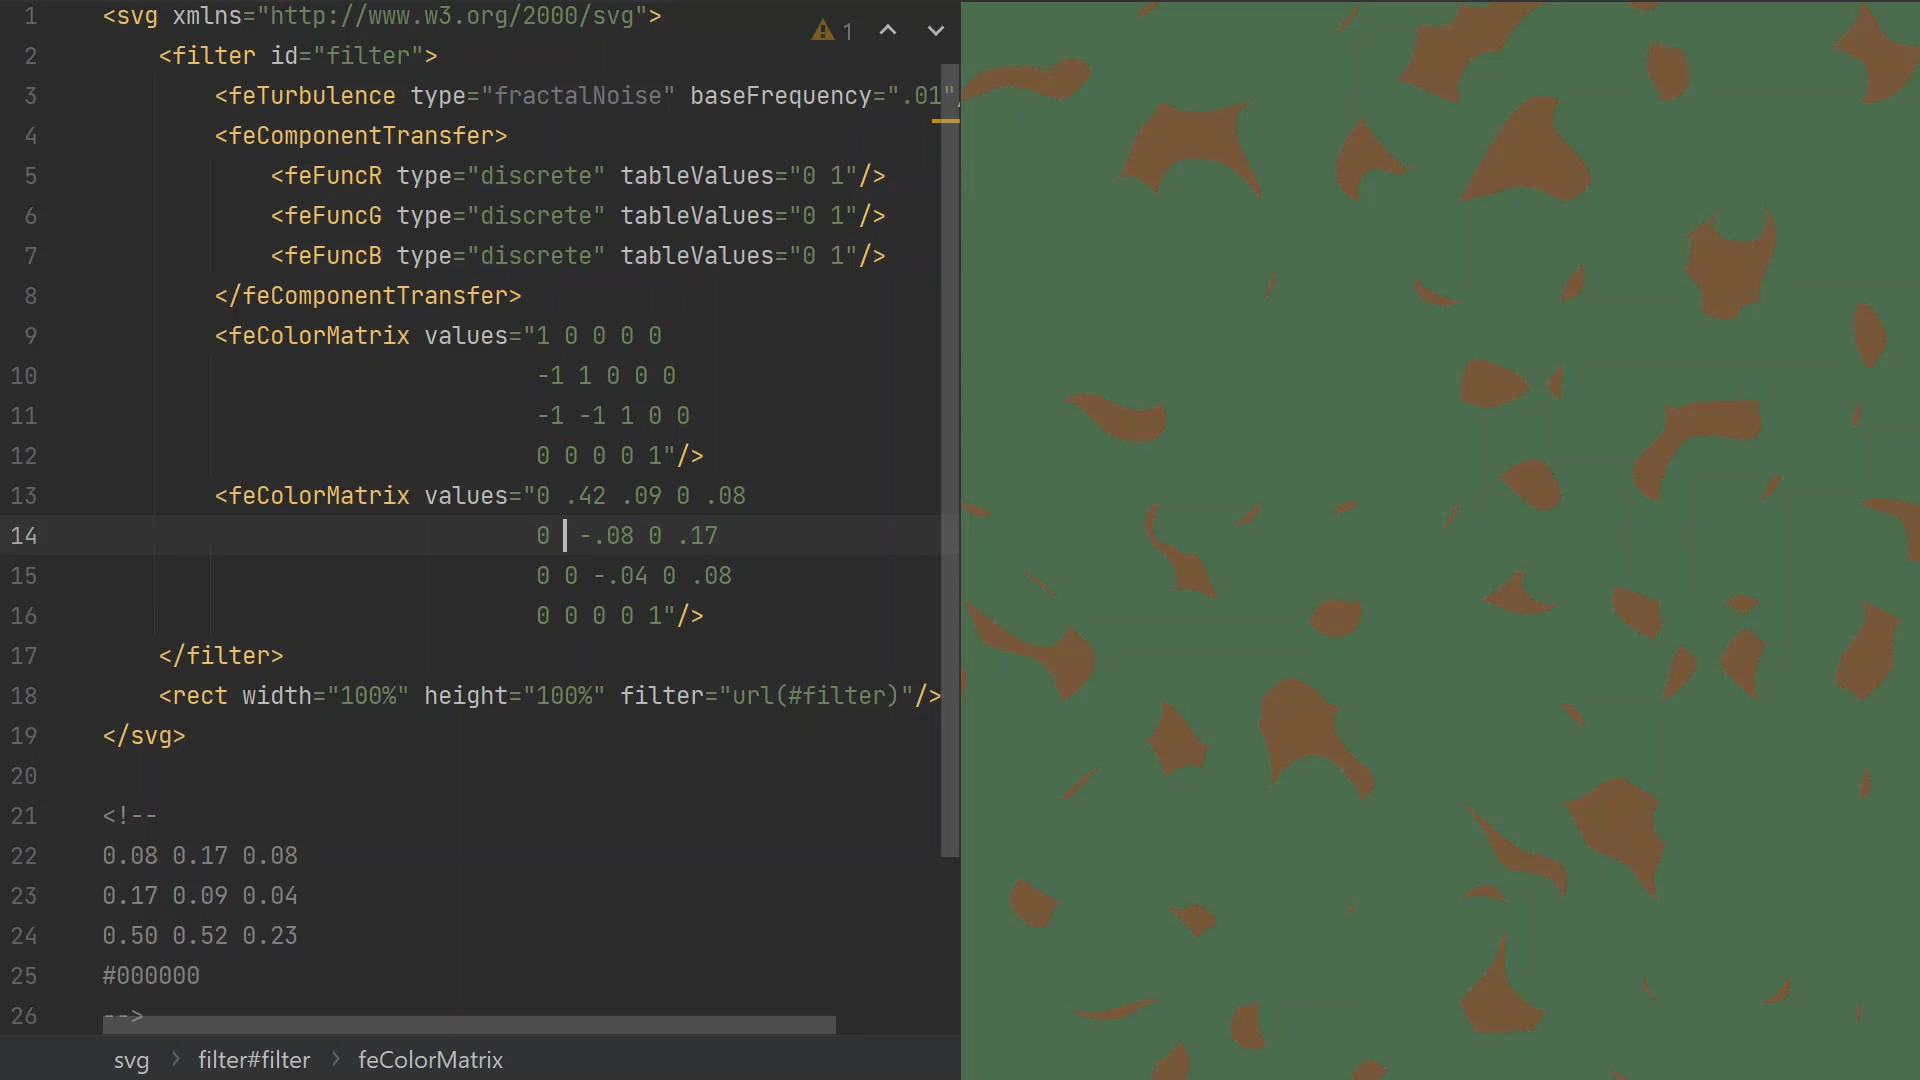 1 <svg xmlns="http://www.w3.org/2000/svg">
1
2 <filter id="filter">
3 <feTurbulence type="fractalNoise" baseFrequency=".01"/
4 <feComponentTransfer>
5 <feFuncR type="discrete" tableValues="0 1"/>
6 <feFuncG type="discrete" tableValues="0 1"/>
7 <feFuncB type="discrete" tableValues="0 1"/>
8 </feComponentTransfer>
9 <feColorMatrix values="1 0 0 0 0
10 -1 1 0 0 0
11 -1 -1 1 0 0
12 0 0 0 0 1"/>
13 <feColorMatrix values="0 .42 .09 0 .08
14 0 -.08 0 .17
15 0 0 -.04 0 .08
16 0 0 0 0 1"/>
17 </filter>
18 <rect width="100%" height="100%" filter="url(#filter)"/>
19 </svg>
20
21 <!--
22 0.08 0.17 0.08
23 0.17 0.09 0.04
24 0.50 0.52 0.23
25 #000000
26 -->
svg > filter#filter > feColorMatrix